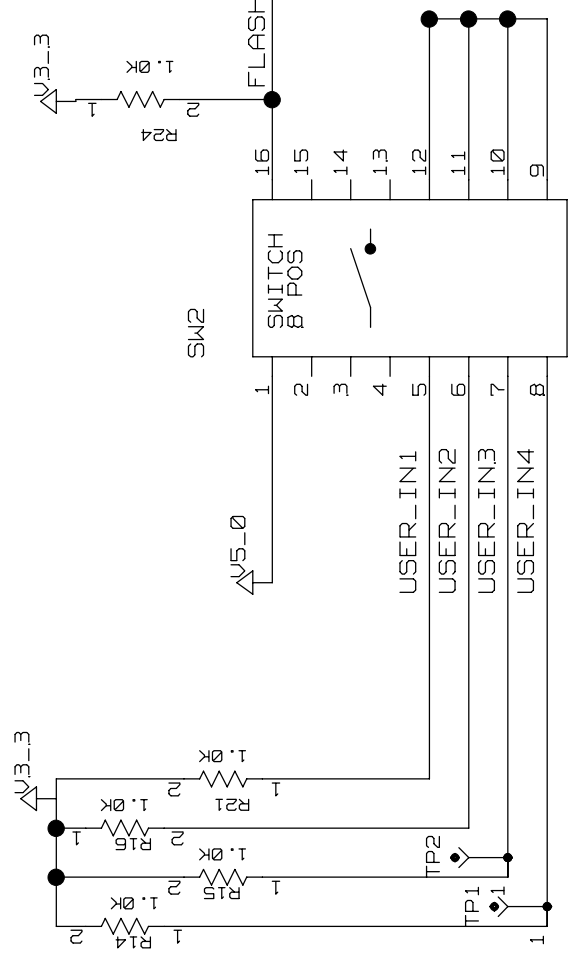 V3_3
1.0K
1
2
R24
FLASH
16
15
14
13
12
11
10
9
SW2
SWITCH
8 POS
1
2
3
4
5
6
7
8
V5_0
USER_IN1
USER_IN2
USER_IN3
USER_IN4
V3_3
1.0K
2
1
R21
1.0K
1
2
R16
1.0K
2
1
R15
1.0K
2
1
R14
TP2
1
TP1
1